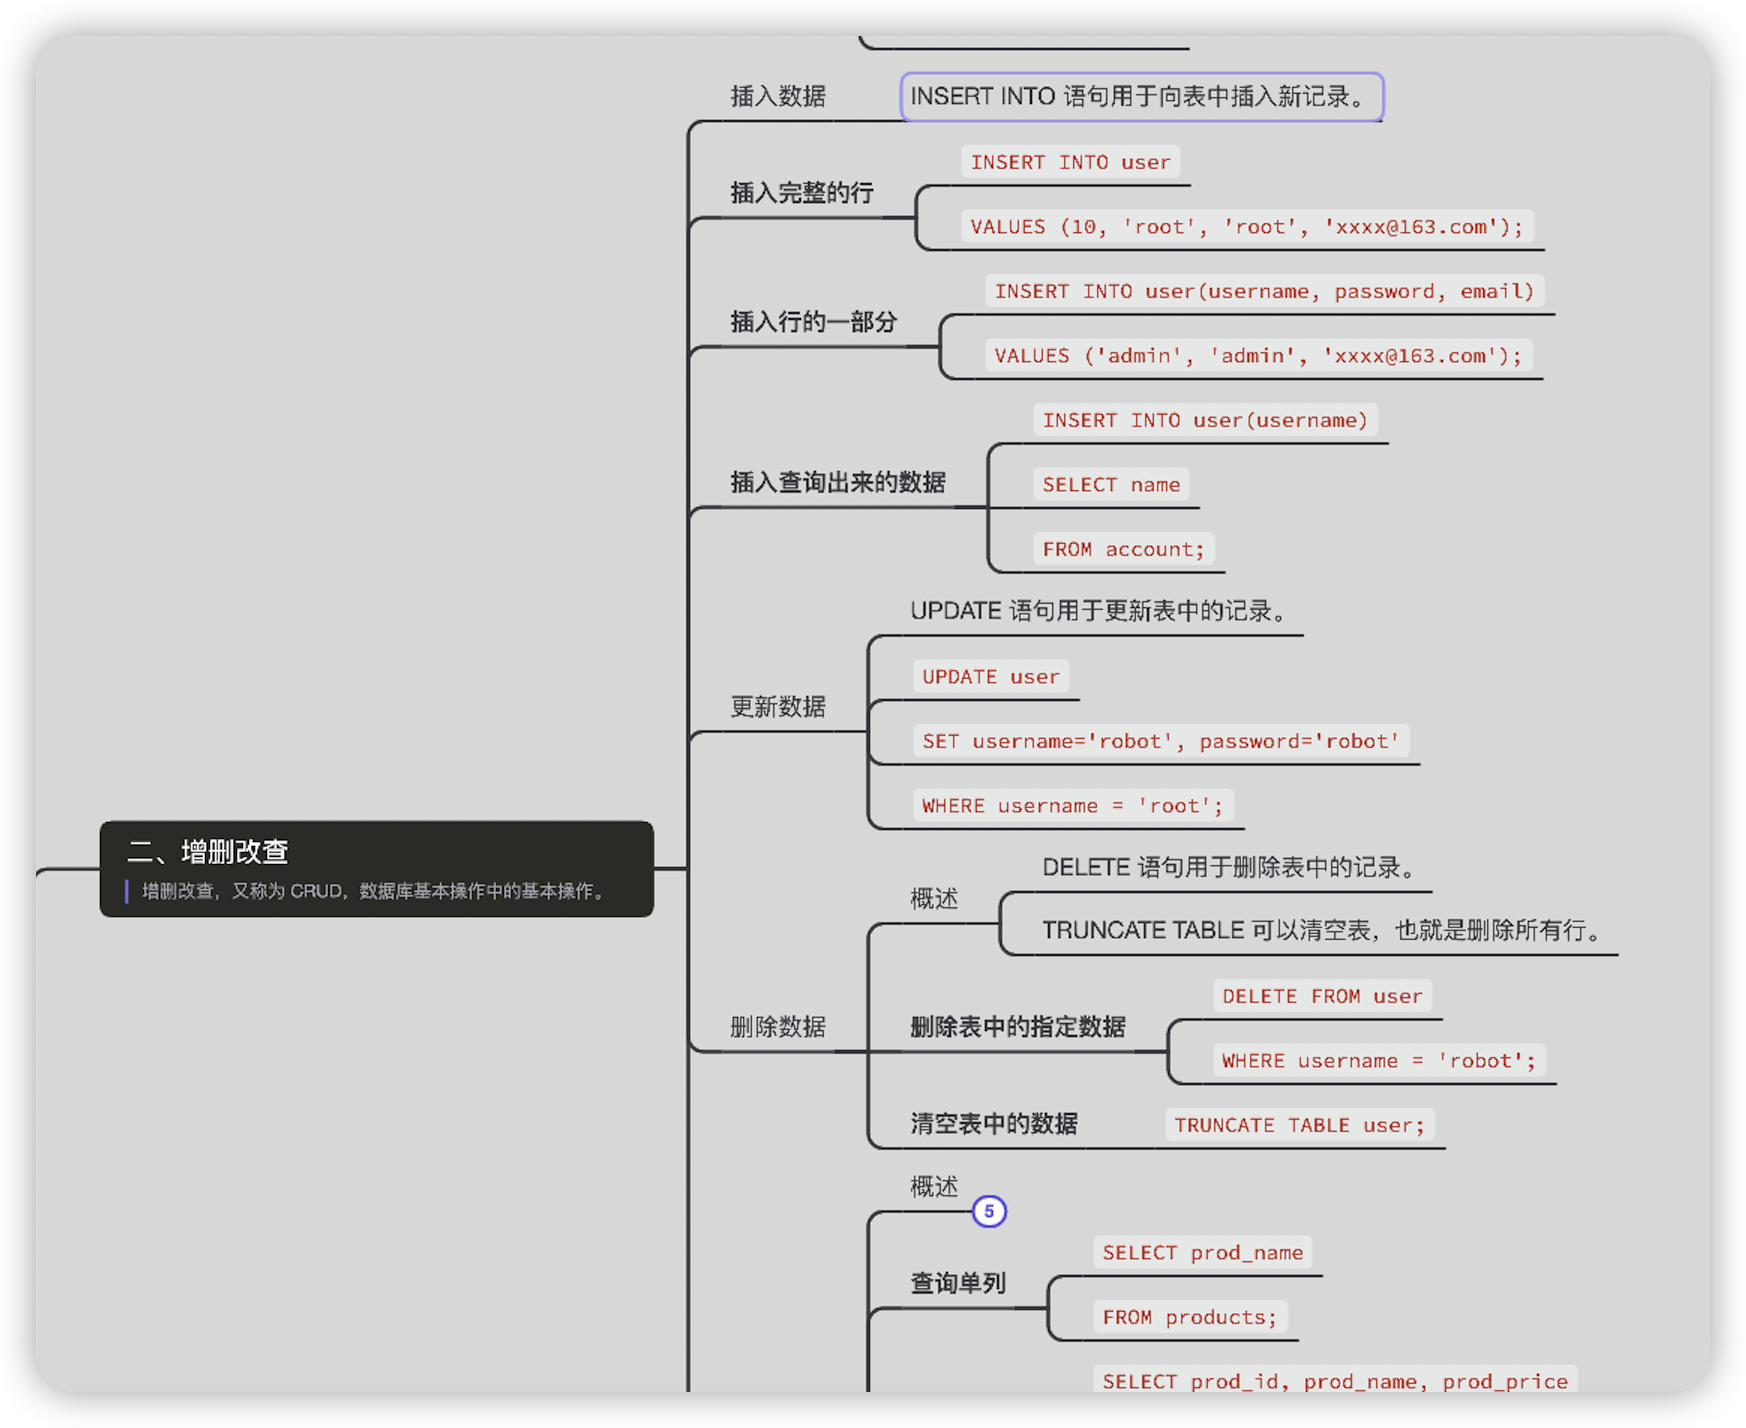 插入数据
INSERT INTO 语句用于向表中插入新记录。
插入完整的行
INSERT INTO user
VALUES (10, 'root', 'root', 'xxxx@163.com');
插入行的一部分
INSERT INTO user(username, password, email)
VALUES ('admin', 'admin', 'xxxx@163.com');
插入查询出来的数据
INSERT INTO user(username)
SELECT name
FROM account;
更新数据
UPDATE 语句用于更新表中的记录。
UPDATE user
SET username='robot', password='robot'
WHERE username = 'root';
二、增删改查
增删改查，又称为 CRUD，数据库基本操作中的基本操作。
删除数据
概述
DELETE 语句用于删除表中的记录。
TRUNCATE TABLE 可以清空表，也就是删除所有行。
删除表中的指定数据
DELETE FROM user
WHERE username = 'robot';
清空表中的数据
TRUNCATE TABLE user;
概述
5
查询单列
SELECT prod_name
FROM products;
SELECT prod_id, prod_name, prod_price